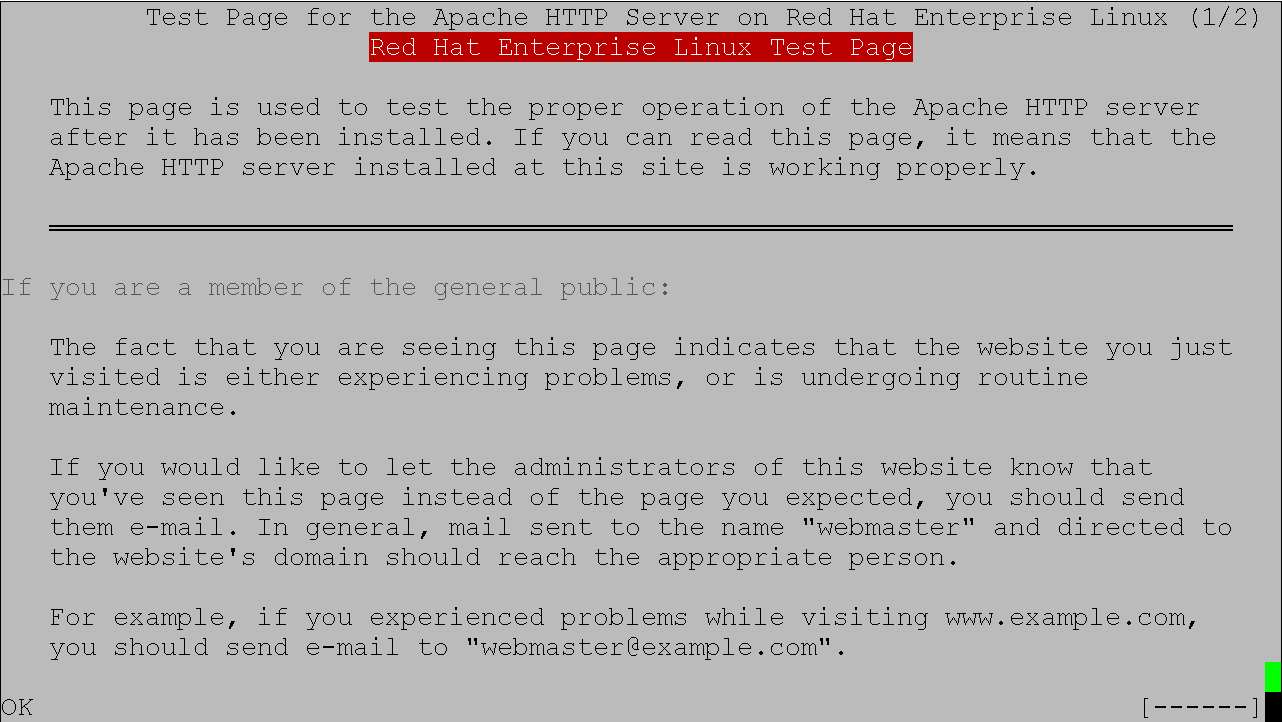 Test Page for the Apache HTTP Server on Red Hat Enterprise Linux (1/2)
Red Hat Enterprise Linux Test Page
This page is used to test the proper operation of the Apache HTTP server
after it has been installed. If you can read this page, it means that the
Apache HTTP server installed at this site is working properly.
If you are a member of the general public:
The fact that you are seeing this page indicates that the website you just
visited is either experiencing problems, or is undergoing routine
maintenance.
If you would like to let the administrators of this website know that
you've seen this page instead of the page you expected, you should send
them e-mail. In general, mail sent to the name "webmaster" and directed to
the website's domain should reach the appropriate person.
For example, if you experienced problems while visiting www.example.com,
you should send e-mail to "webmaster@example.com".
OK [------]